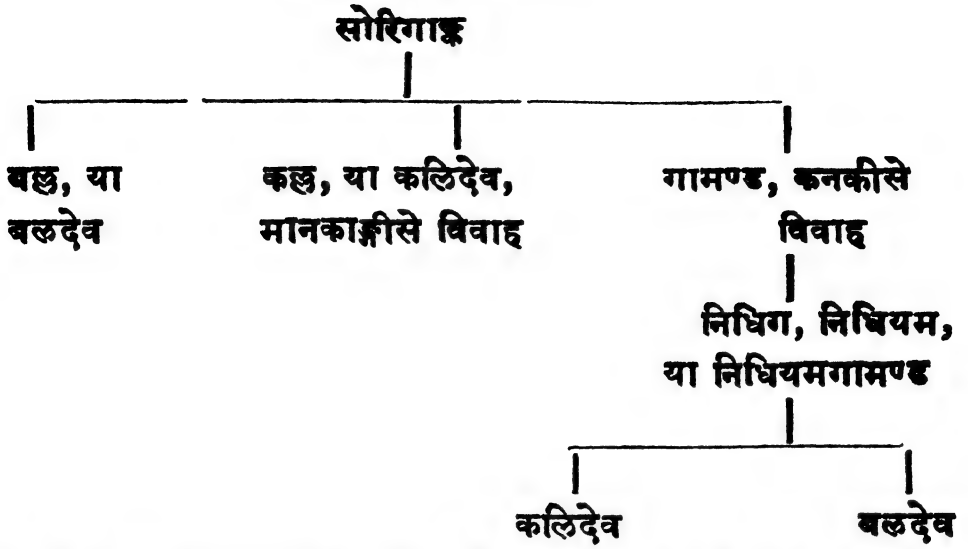 सोरिगाङ्क
बल्ल, या
बलदेव
कल्ल, या कलिदेव,
मानकाङ्गीसे विवाह
गामण्ड, कनकीसे
विवाह
निधिग, निधियम,
या निधियमगामण्ड
कलिदेव
बलदेव